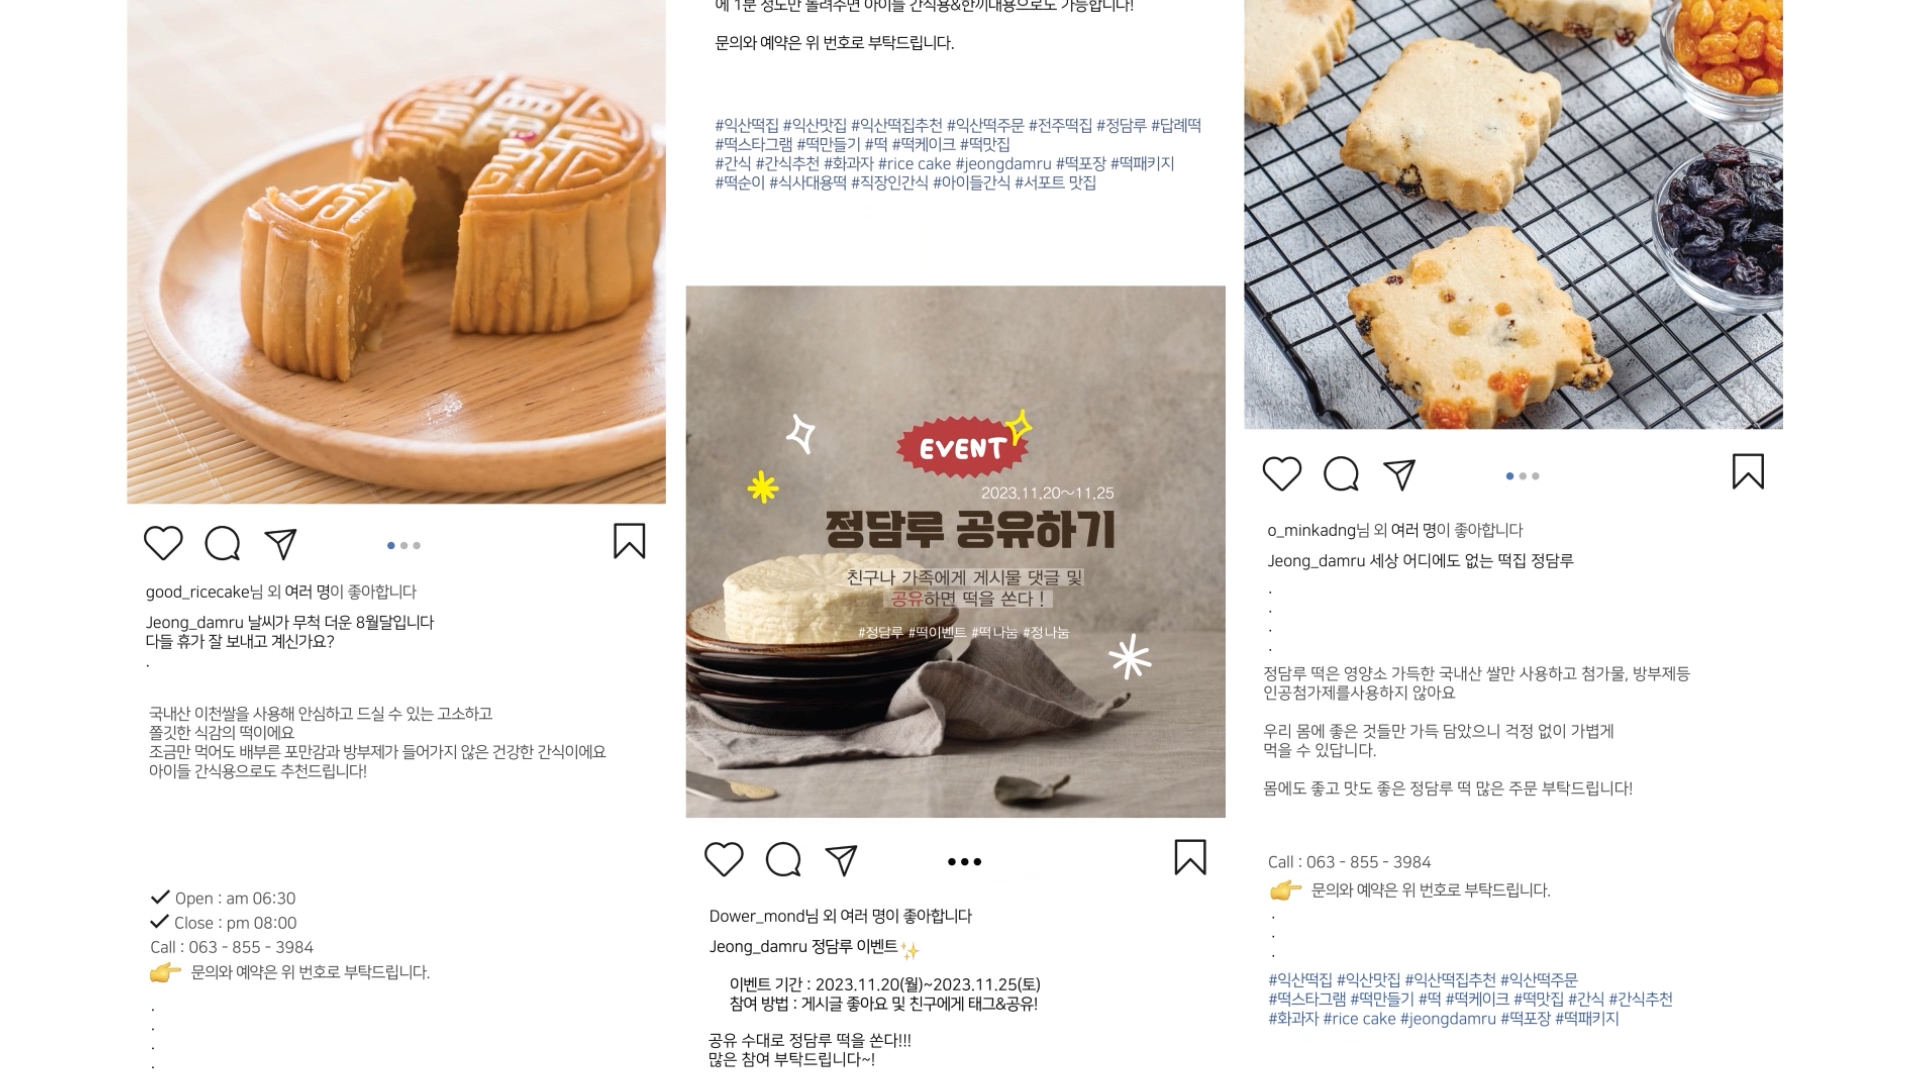 good_ricecake님 외 여러 명이 좋아합니다
Jeong_damru 날씨가 무척 더운 8월달입니다
다들 휴가 잘 보내고 계신가요?
.
국내산 이천쌀을 사용해 안심하고 드실 수 있는 고소하고
쫄깃한 식감의 떡이에요
조금만 먹어도 배부른 포만감과 방부제가 들어가지 않은 건강한 간식이에요
아이들 간식용으로도 추천드립니다!
Open : am 06:30
Close : pm 08:00
Call : 063 - 855 - 3984
👉 문의와 예약은 위 번호로 부탁드립니다.
.
.
.
.
에 1분 정도만 돌려주면 아이들 간식용&한끼대용으로도 가능합니다!
문의와 예약은 위 번호로 부탁드립니다.
#익산떡집 #익산맛집 #익산떡집추천 #익산떡주문 #전주떡집 #정담루 #답례떡
#떡스타그램 #떡만들기 #떡 #떡케이크 #떡맛집
#간식 #간식추천 #화과자 #rice cake #jeongdamru #떡포장 #떡패키지
#떡순이 #식사대용떡 #직장인간식 #아이들간식 #서포트 맛집
EVENT
2023.11.20~11.25
정담루 공유하기
친구나 가족에게 게시물 댓글 및
공유하면 떡을 쏜다 !
#정담루 #떡이벤트 #떡나눔 #정나눔
Dower_mond님 외 여러 명이 좋아합니다
Jeong_damru 정담루 이벤트✨
이벤트 기간 : 2023.11.20(월)~2023.11.25(토)
참여 방법 : 게시글 좋아요 및 친구에게 태그&공유!
공유 수대로 정담루 떡을 쏜다!!!
많은 참여 부탁드립니다~!
o_minkadng님 외 여러 명이 좋아합니다
Jeong_damru 세상 어디에도 없는 떡집 정담루
.
.
.
.
정담루 떡은 영양소 가득한 국내산 쌀만 사용하고 첨가물, 방부제등
인공첨가제를사용하지 않아요
우리 몸에 좋은 것들만 가득 담았으니 걱정 없이 가볍게
먹을 수 있답니다.
몸에도 좋고 맛도 좋은 정담루 떡 많은 주문 부탁드립니다!
Call : 063 - 855 - 3984
👉 문의와 예약은 위 번호로 부탁드립니다.
.
.
.
#익산떡집 #익산맛집 #익산떡집추천 #익산떡주문
#떡스타그램 #떡만들기 #떡 #떡케이크 #떡맛집 #간식 #간식추천
#화과자 #rice cake #jeongdamru #떡포장 #떡패키지